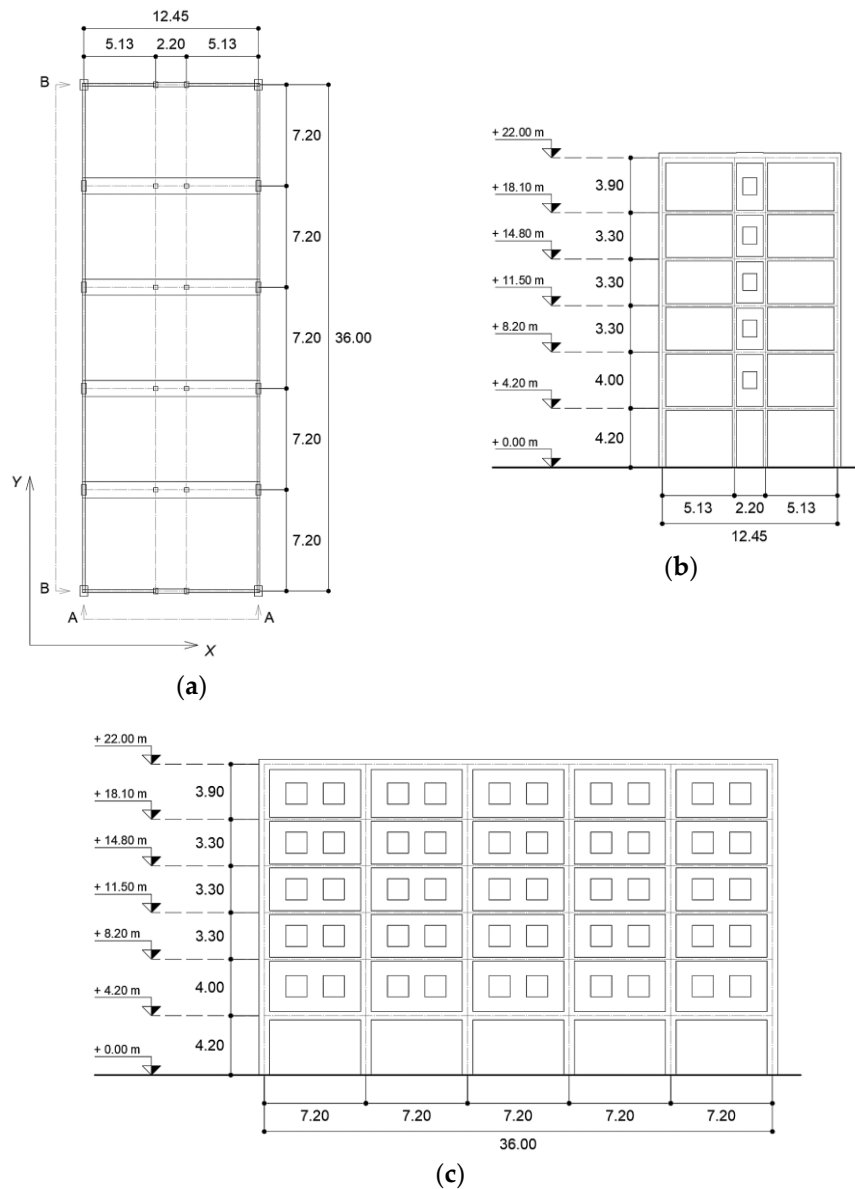 12.45
5.13 2.20 5.13
B
7.20
7.20
7.20 36.00
7.20
Y
7.20
B
A A
X
(a)
+ 22.00 m
3.90
+ 18.10 m
3.30
+ 14.80 m
3.30
+ 11.50 m
3.30
+ 8.20 m
4.00
+ 4.20 m
4.20
+ 0.00 m
5.13 2.20 5.13
12.45
(b)
+ 22.00 m
3.90
+ 18.10 m
3.30
+ 14.80 m
3.30
+ 11.50 m
3.30
+ 8.20 m
4.00
+ 4.20 m
4.20
+ 0.00 m
7.20 7.20 7.20 7.20 7.20
36.00
(c)